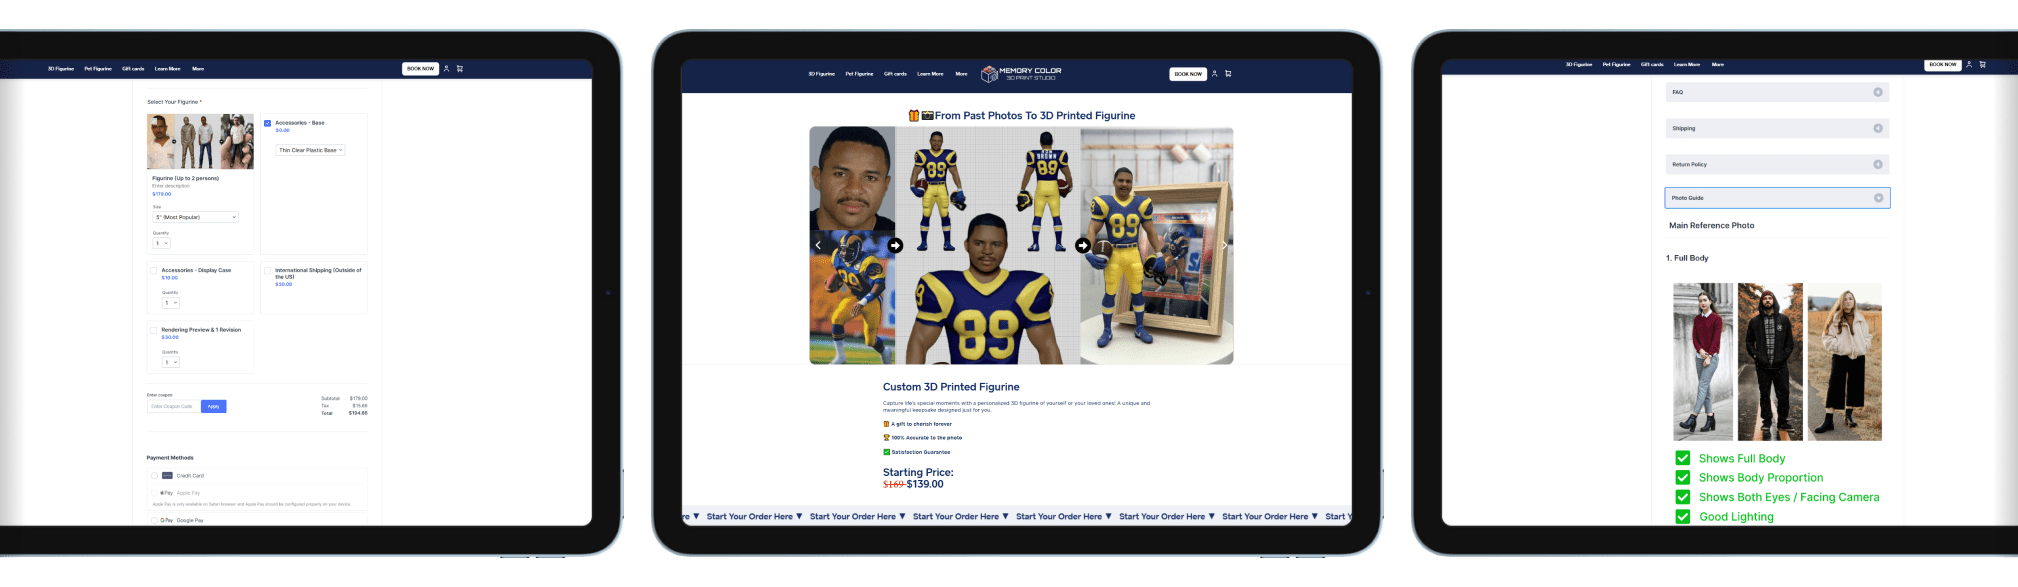 3D Figurine Pet Figurine Gift cards Learn More More BOOK NOW
Select Your Figurine *
Figurine (Up to 2 persons)
Enter description
$179.00
Size
5" (Most Popular)
Quantity
1
Accessories - Base
$0.00
Thin Clear Plastic Base
Accessories - Display Case
$10.00
Quantity
1
International Shipping (Outside of
the US)
$20.00
Rendering Preview & 1 Revision
$30.00
Quantity
1
Enter coupon
Enter Coupon Code Apply
Subtotal $179.00
Tax $15.66
Total $194.66
Payment Methods
Credit Card
Pay Apple Pay
Apple Pay is only available on Safari browser and Apple Pay should be configured properly on your device.
G Pay Google Pay
3D Figurine Pet Figurine Gift cards Learn More More MEMORY COLOR BOOK NOW
3D PRINT STUDIO
From Past Photos To 3D Printed Figurine
89
BROWN
89
89
89
89
Custom 3D Printed Figurine
Capture life's special moments with a personalized 3D figurine of yourself or your loved ones! A unique and
meaningful keepsake designed just for you.
A gift to cherish forever
100% Accurate to the photo
Satisfaction Guarantee
Starting Price:
$169 $139.00
re ▼ Start Your Order Here ▼ Start Your Order Here ▼ Start Your Order Here ▼ Start Your Order Here ▼ Start Your Order Here ▼ Start Your Order Here ▼ Start Y
3D Figurine Pet Figurine Gift cards Learn More More BOOK NOW
FAQ
Shipping
Return Policy
Photo Guide
Main Reference Photo
1. Full Body
Shows Full Body
Shows Body Proportion
Shows Both Eyes / Facing Camera
Good Lighting